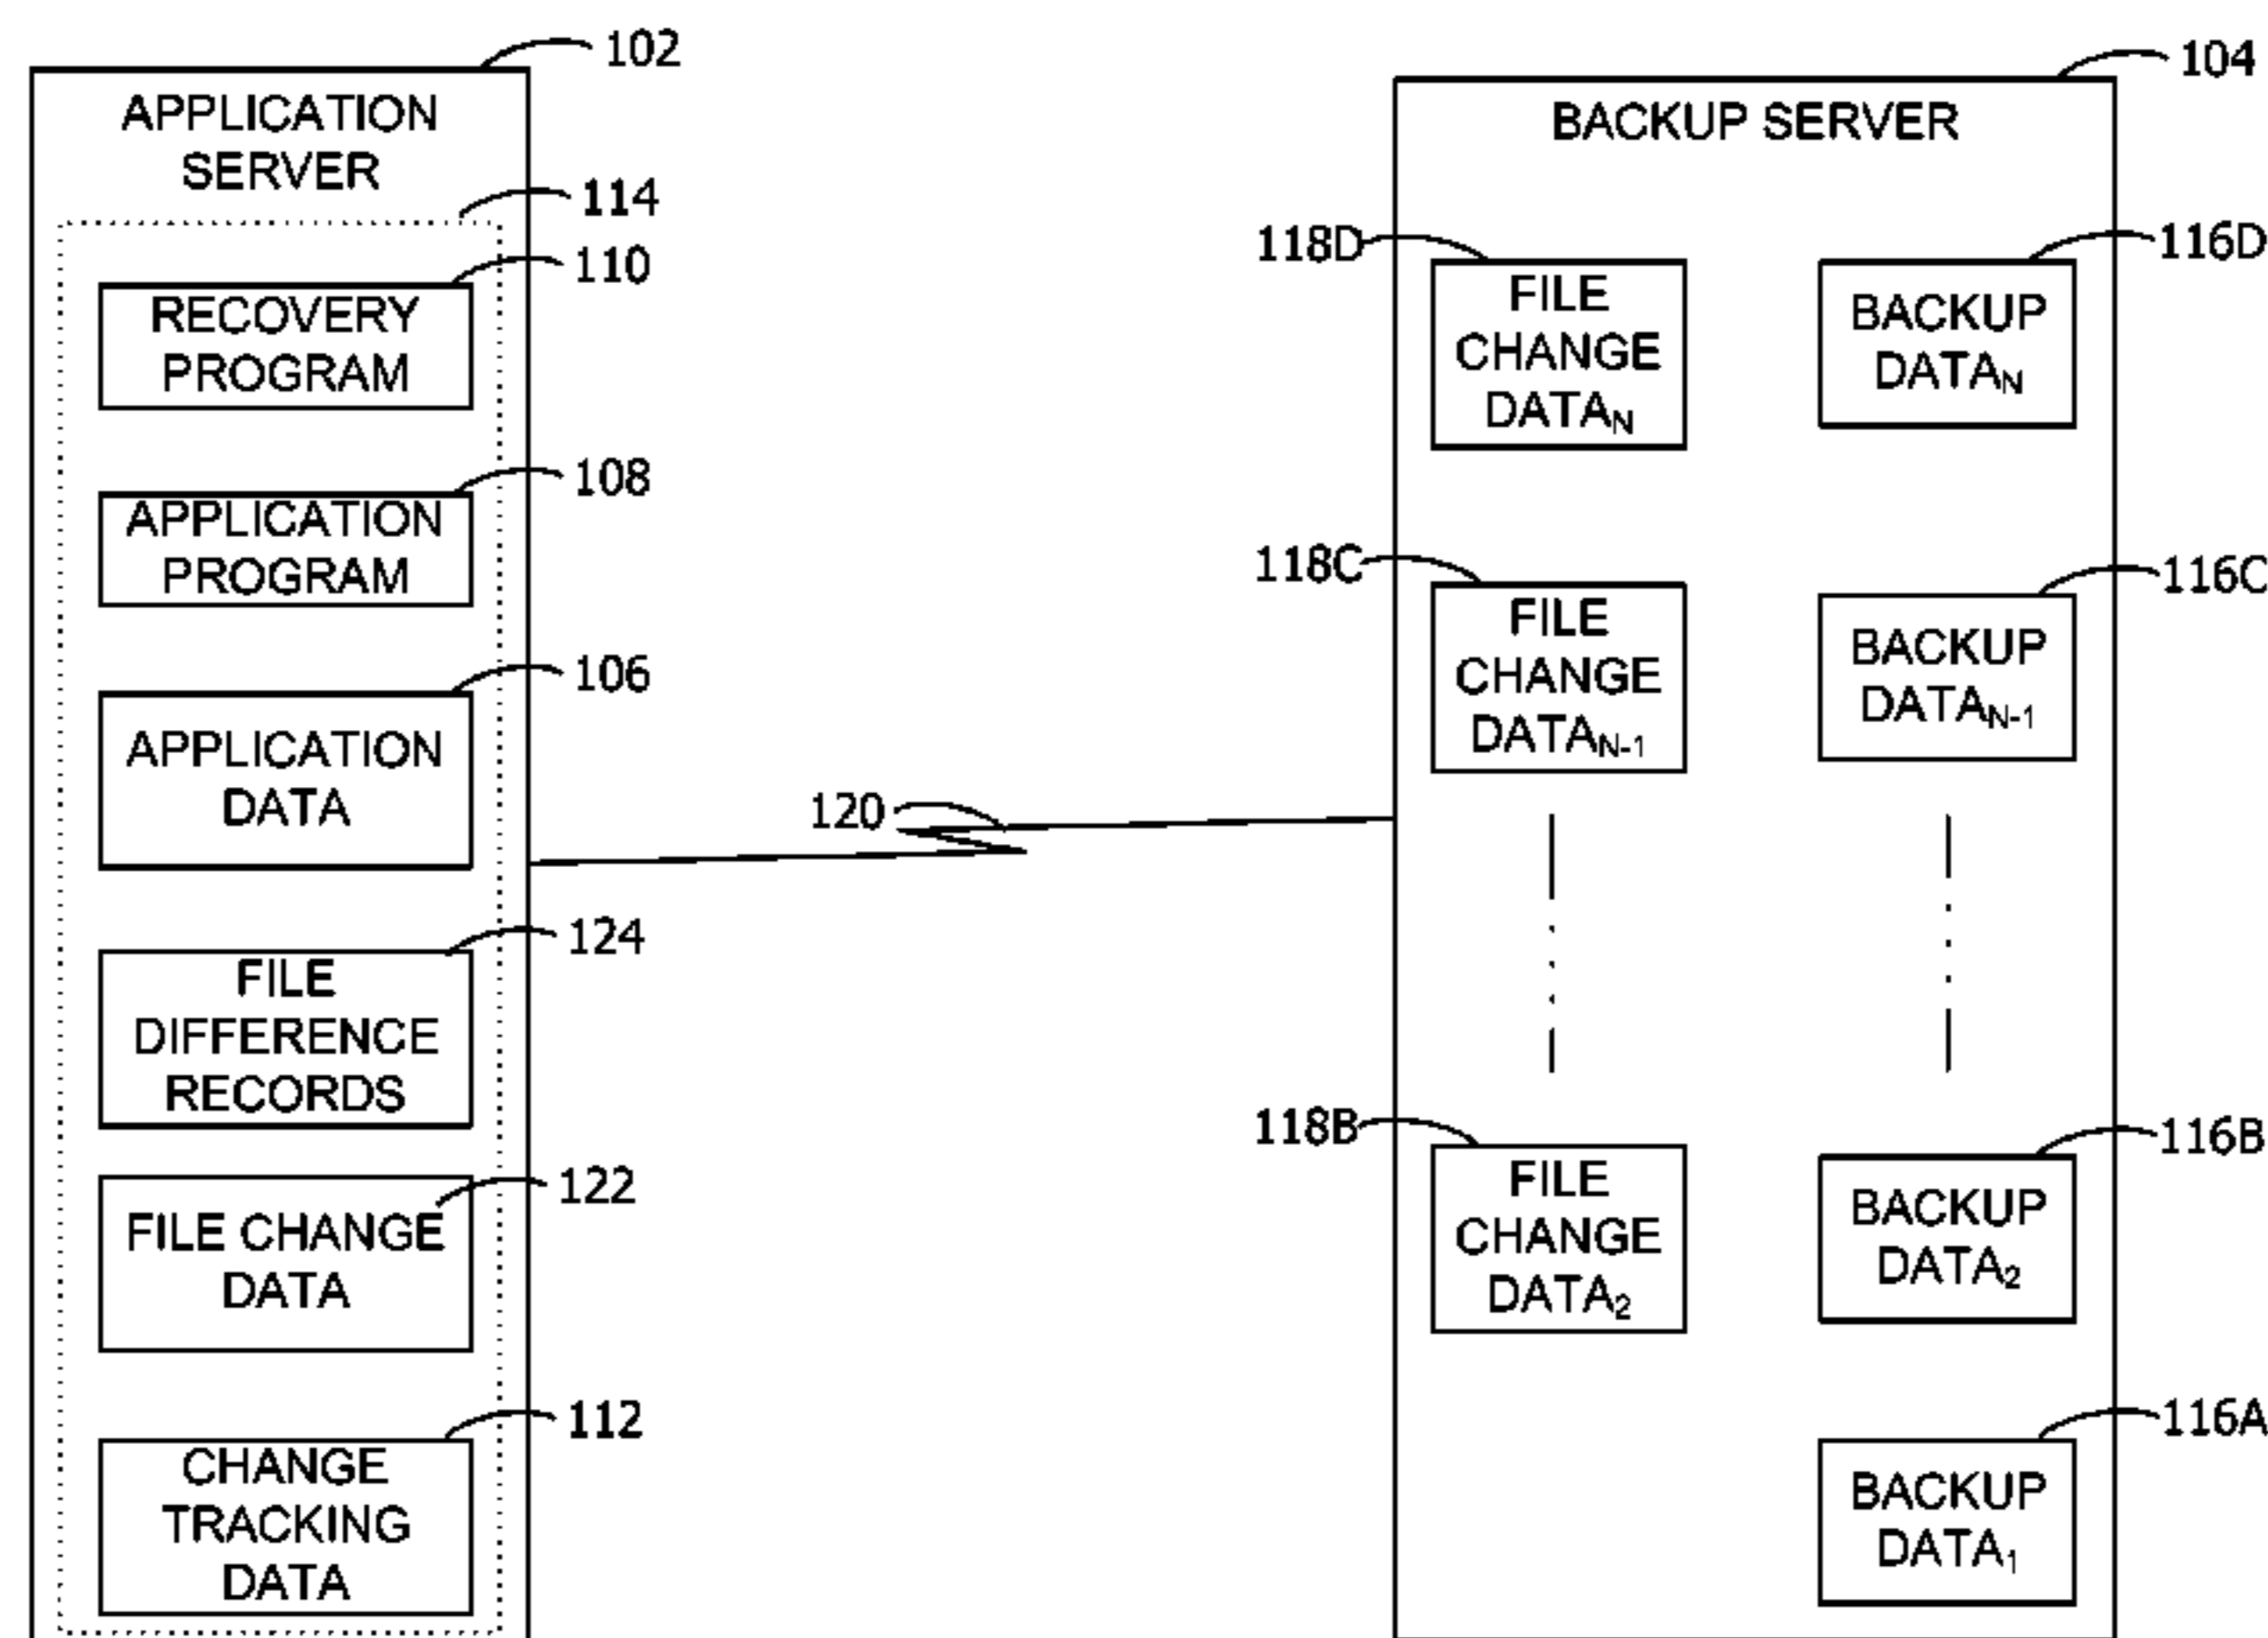 102
APPLICATION
SERVER
114
110
RECOVERY
PROGRAM
108
APPLICATION
PROGRAM
106
APPLICATION
DATA
124
FILE
DIFFERENCE
RECORDS
122
FILE CHANGE
DATA
112
CHANGE
TRACKING
DATA
120
104
BACKUP SERVER
118D
FILE
CHANGE
DATAN
116D
BACKUP
DATAN
118C
FILE
CHANGE
DATAN-1
116C
BACKUP
DATAN-1
118B
FILE
CHANGE
DATA2
116B
BACKUP
DATA2
116A
BACKUP
DATA1